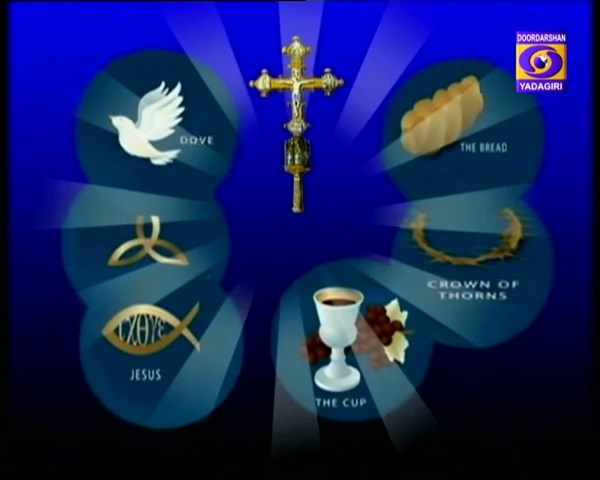 DOORDARSHAN
YADAGIRI
DOVE
THE BREAD
CROWN OF
THORNS
ΙΧΘΥΣ
JESUS
THE CUP